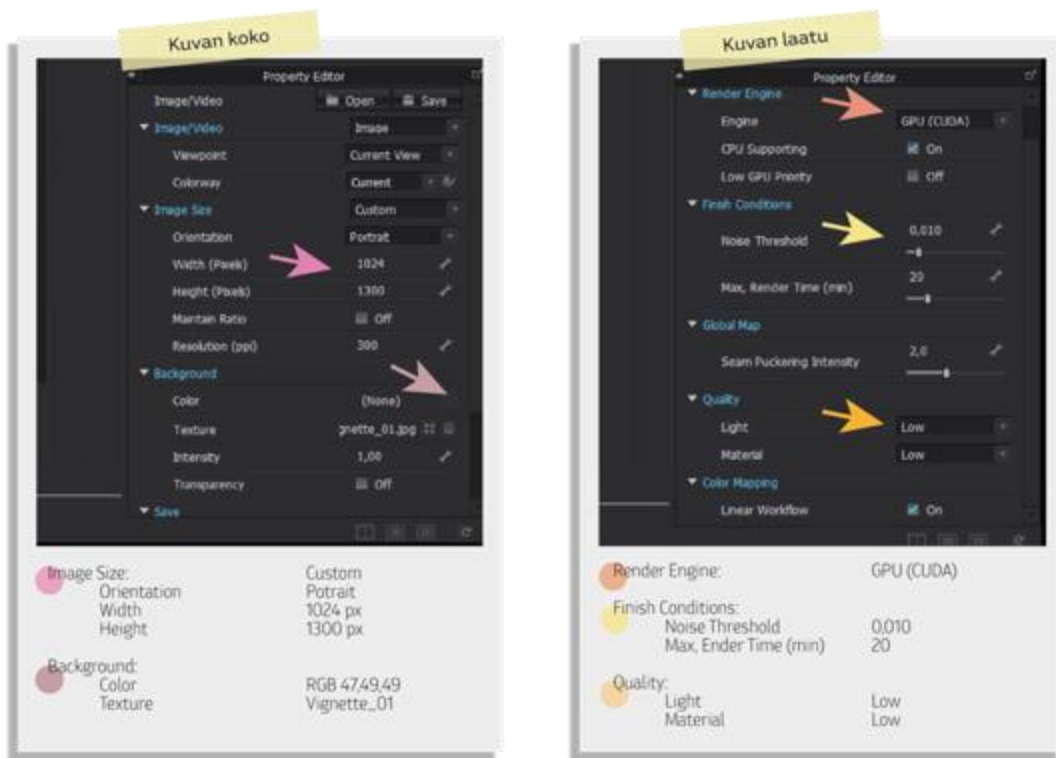 Kuvan koko
Property Editor
Image/Video Open Save
Image/Video Image
Viewpoint Current View
Colorway Current
Image Size Custom
Orientation Portrait
Width (Pixels) 1024
Height (Pixels) 1300
Maintain Ratio Off
Resolution (ppi) 300
Background
Color (None)
Texture gnette_01.jpg
Intensity 1,00
Transparency Off
Save
Image Size: Custom
Orientation Potrait
Width 1024 px
Height 1300 px
Background:
Color RGB 47,49,49
Texture Vignette_01
Kuvan laatu
Property Editor
Render Engine
Engine GPU (CUDA)
CPU Supporting On
Low GPU Priority Off
Finish Conditions
Noise Threshold 0,010
Max. Render Time (min) 20
Global Map
Seam Puckering Intensity 2,0
Quality
Light Low
Material Low
Color Mapping
Linear Workflow On
Render Engine: GPU (CUDA)
Finish Conditions:
Noise Threshold 0,010
Max, Ender Time (min) 20
Quality:
Light Low
Material Low